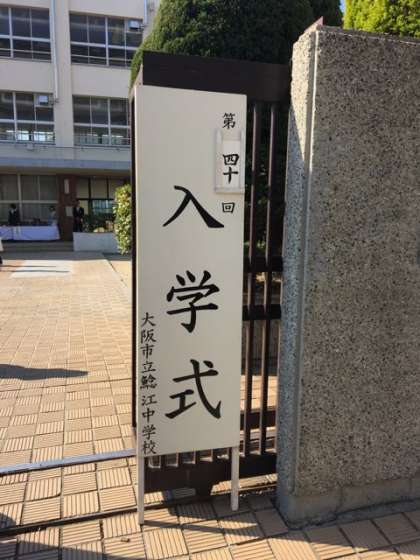 第四十回
入学式
大阪市立鯰江中学校